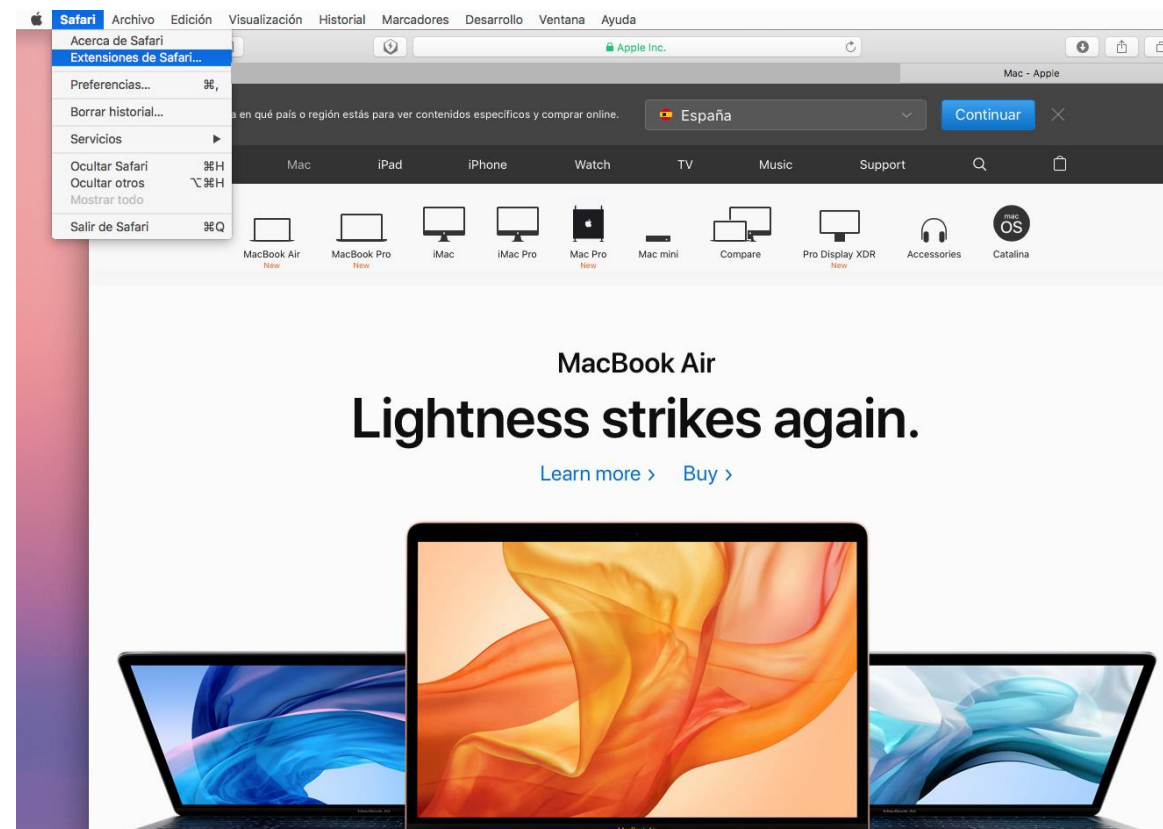 Safari Archivo Edición Visualización Historial Marcadores Desarrollo Ventana Ayuda
Acerca de Safari
Extensiones de Safari...
Preferencias... ⌘,
Borrar historial...
Servicios ▶
Ocultar Safari ⌘H
Ocultar otros ⌥⌘H
Mostrar todo
Salir de Safari ⌘Q
Apple Inc.
Mac - Apple
en qué país o región estás para ver contenidos específicos y comprar online.
España
Continuar
Mac iPad iPhone Watch TV Music Support
MacBook Air MacBook Pro iMac iMac Pro Mac Pro Mac mini Compare Pro Display XDR Accessories Catalina
New New New New
mac
OS
MacBook Air
Lightness strikes again.
Learn more > Buy >